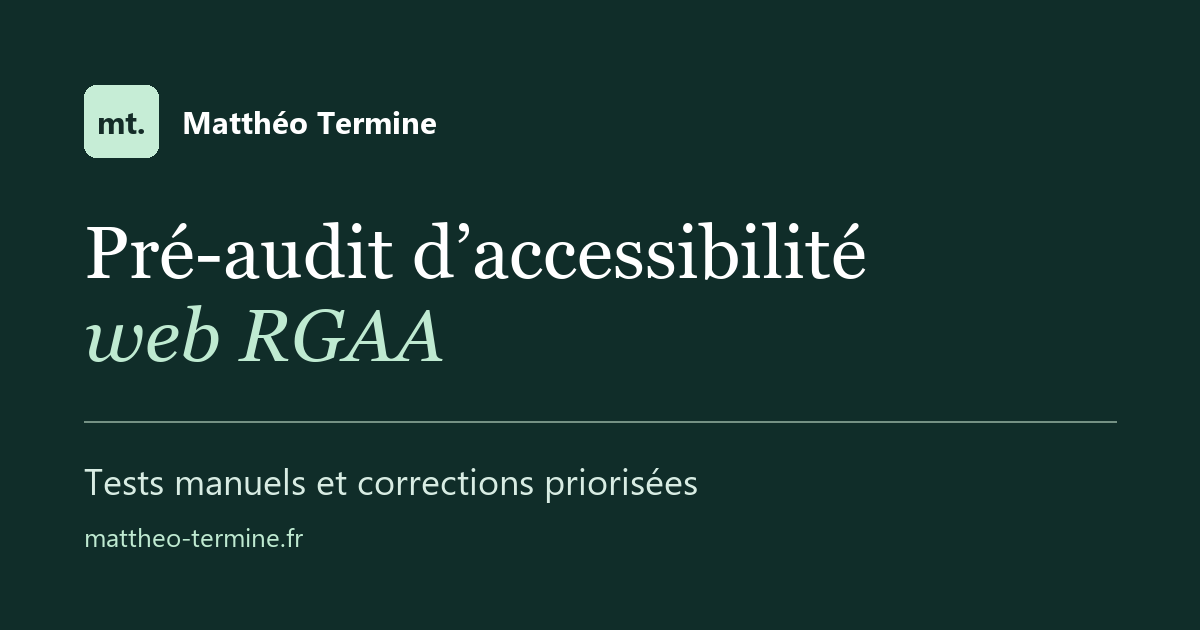 mt.
Matthéo Termine
Pré-audit d’accessibilité
web RGAA
Tests manuels et corrections priorisées
mattheo-termine.fr